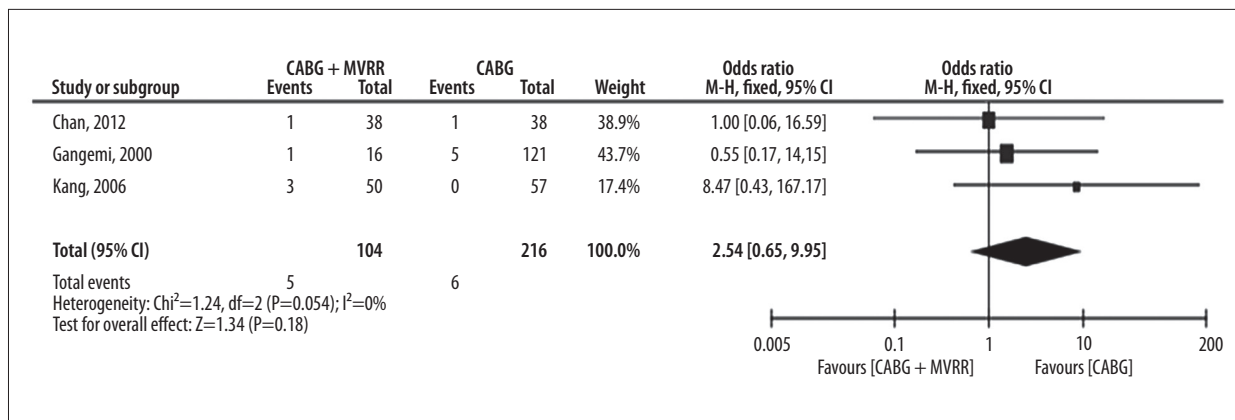 CABG + MVRR CABG Odds ratio Odds ratio
Study or subgroup Events Total Events Total Weight M-H, fixed, 95% CI M-H, fixed, 95% CI
Chan, 2012 1 38 1 38 38.9% 1.00 [0.06, 16.59]
Gangemi, 2000 1 16 5 121 43.7% 0.55 [0.17, 14,15]
Kang, 2006 3 50 0 57 17.4% 8.47 [0.43, 167.17]
Total (95% CI) 104 216 100.0% 2.54 [0.65, 9.95]
Total events 5 6
Heterogeneity: Chi²=1.24, df=2 (P=0.054); I²=0%
Test for overall effect: Z=1.34 (P=0.18)
0.005 0.1 1 10 200
Favours [CABG + MVRR] Favours [CABG]